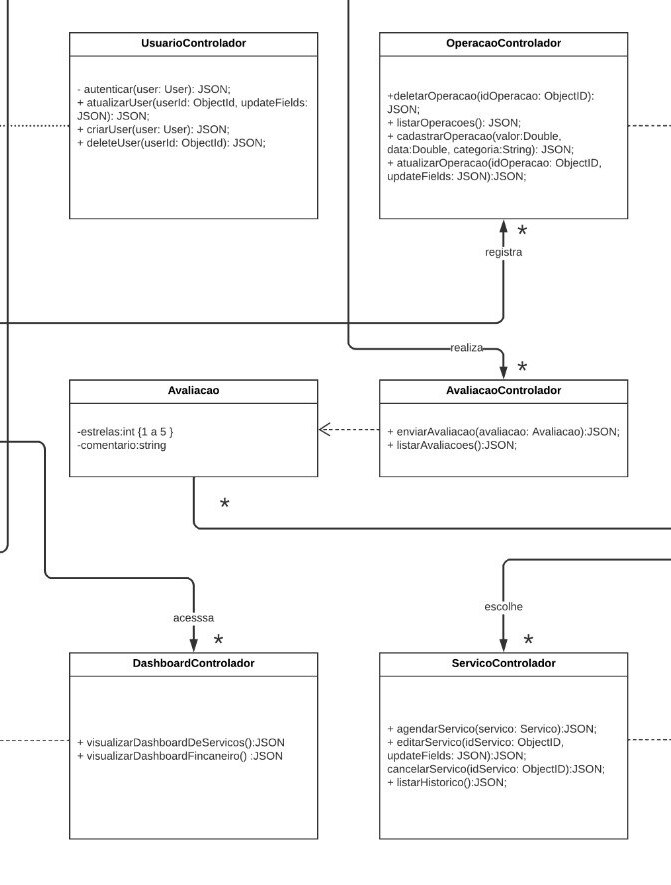 UsuarioControlador
- autenticar(user: User): JSON;
+ atualizarUser(userId: ObjectId, updateFields:
JSON): JSON;
+ criarUser(user: User): JSON;
+ deleteUser(userId: ObjectId): JSON;
OperacaoControlador
+deletarOperacao(idOperacao: ObjectID):
JSON;
+ listarOperacoes(): JSON;
+ cadastrarOperacao(valor:Double,
data:Double, categoria:String): JSON;
+ atualizarOperacao(idOperacao: ObjectID,
updateFields: JSON):JSON;
*
registra
realiza
*
Avaliacao
-estrelas:int {1 a 5 }
-comentario:string
AvaliacaoControlador
+ enviarAvaliacao(avaliacao: Avaliacao):JSON;
+ listarAvaliacoes():JSON;
*
acesssa
*
escolhe
*
DashboardControlador
+ visualizarDashboardDeServicos():JSON
+ visualizarDashboardFincaneiro() :JSON
ServicoControlador
+ agendarServico(servico: Servico):JSON;
+ editarServico(idServico: ObjectID,
updateFields: JSON):JSON;
cancelarServico(idServico: ObjectID):JSON;
+ listarHistorico():JSON;